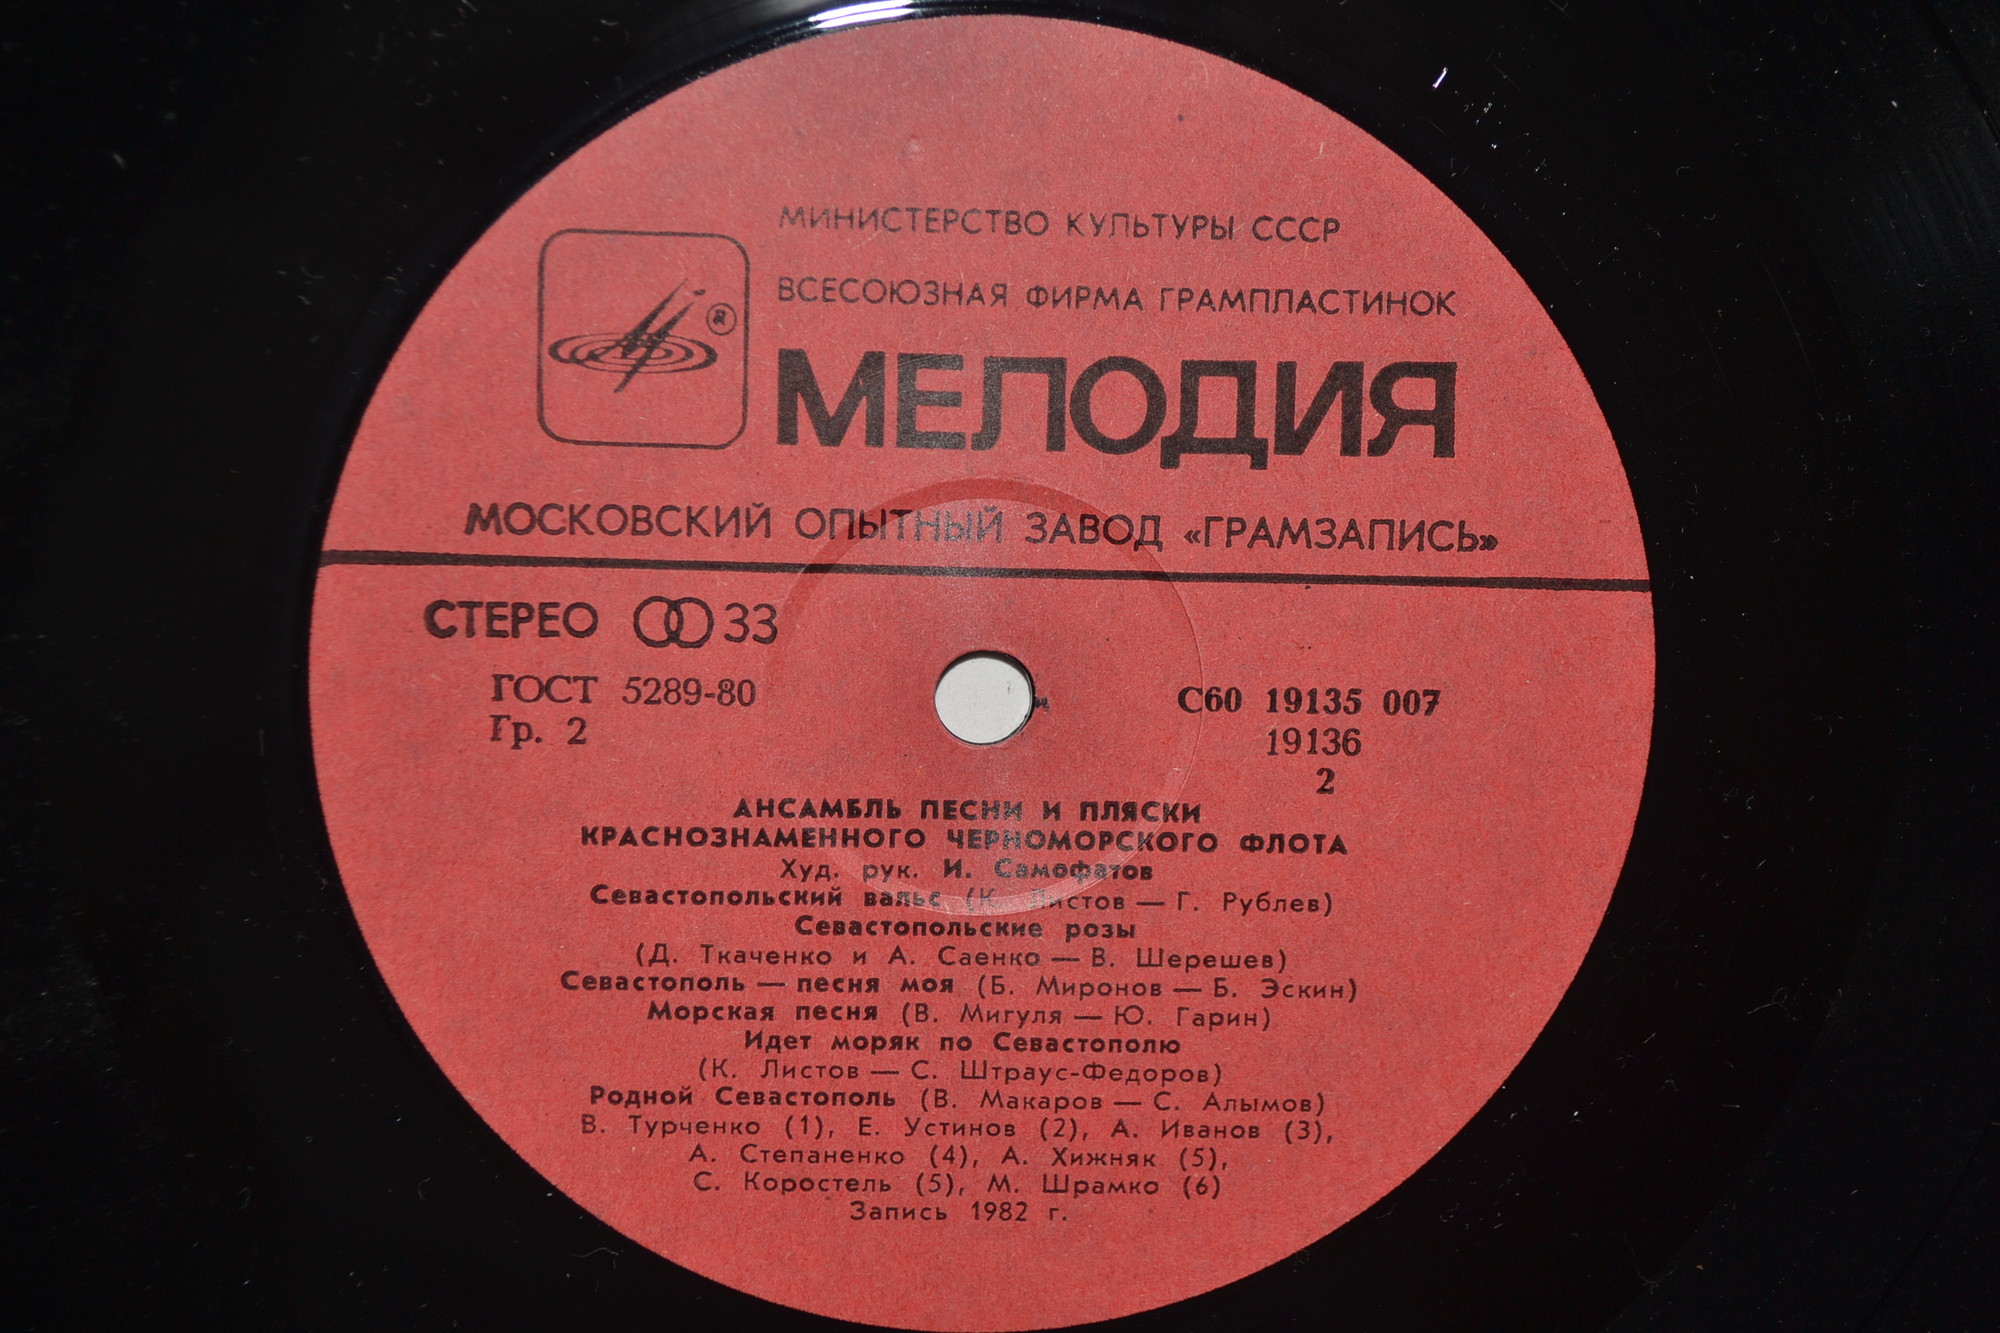 МИНИСТЕРСТВО КУЛЬТУРЫ СССР
ВСЕСОЮЗНАЯ ФИРМА ГРАМПЛАСТИНОК
МЕЛОДИЯ
МОСКОВСКИЙ ОПЫТНЫЙ ЗАВОД «ГРАМЗАПИСЬ»
СТЕРЕО 33
ГОСТ 5289-80
Гр. 2
С60 19135 007
19136
2
АНСАМБЛЬ ПЕСНИ И ПЛЯСКИ
КРАСНОЗНАМЕННОГО ЧЕРНОМОРСКОГО ФЛОТА
Худ. рук. И. Самофатов
Севастопольский вальс (К. Листов — Г. Рублев)
Севастопольские розы
(Д. Ткаченко и А. Саенко — В. Шерешев)
Севастополь — песня моя (Б. Миронов — Б. Эскин)
Морская песня (В. Мигуля — Ю. Гарин)
Идет моряк по Севастополю
(К. Листов — С. Штраус-Федоров)
Родной Севастополь (В. Макаров — С. Алымов)
В. Турченко (1), Е. Устинов (2), А. Иванов (3),
А. Степаненко (4), А. Хижняк (5),
С. Коростель (5), М. Шрамко (6)
Запись 1982 г.